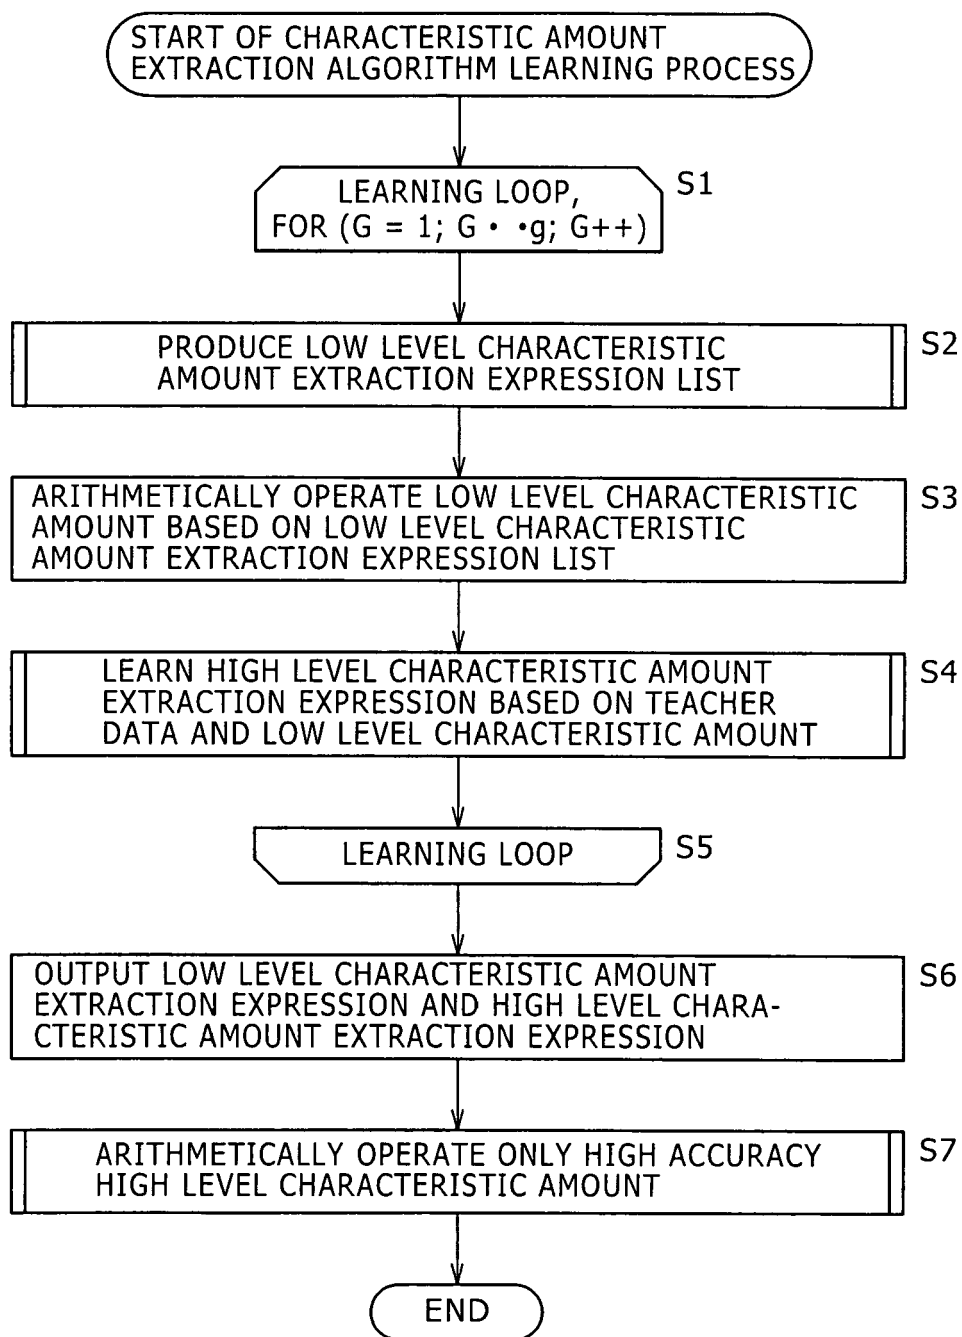 START OF CHARACTERISTIC AMOUNT
EXTRACTION ALGORITHM LEARNING PROCESS
LEARNING LOOP,
FOR (G = 1; G・・g; G++)
S1
PRODUCE LOW LEVEL CHARACTERISTIC
AMOUNT EXTRACTION EXPRESSION LIST
S2
ARITHMETICALLY OPERATE LOW LEVEL CHARACTERISTIC
AMOUNT BASED ON LOW LEVEL CHARACTERISTIC
AMOUNT EXTRACTION EXPRESSION LIST
S3
LEARN HIGH LEVEL CHARACTERISTIC AMOUNT
EXTRACTION EXPRESSION BASED ON TEACHER
DATA AND LOW LEVEL CHARACTERISTIC AMOUNT
S4
LEARNING LOOP
S5
OUTPUT LOW LEVEL CHARACTERISTIC AMOUNT
EXTRACTION EXPRESSION AND HIGH LEVEL CHARA-
CTERISTIC AMOUNT EXTRACTION EXPRESSION
S6
ARITHMETICALLY OPERATE ONLY HIGH ACCURACY
HIGH LEVEL CHARACTERISTIC AMOUNT
S7
END